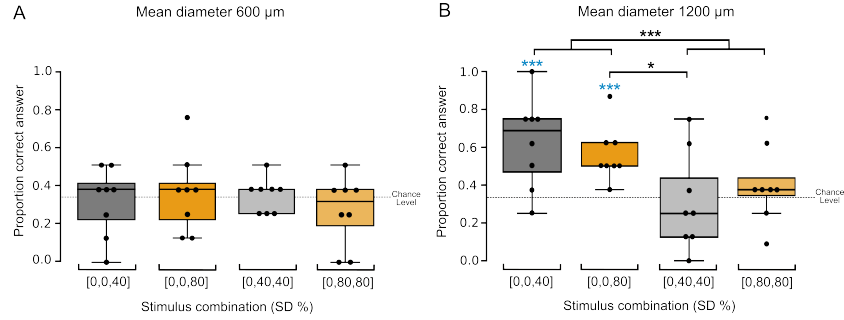 A
Mean diameter 600 µm
Proportion correct answer
1.0
0.8
0.6
0.4
0.2
0.0
Chance
Level
[0,0,40]
[0,0,80]
[0,40,40]
[0,80,80]
Stimulus combination (SD %)
B
Mean diameter 1200 µm
***
***
*
***
Proportion correct answer
1.0
0.8
0.6
0.4
0.2
0.0
Chance
Level
[0,0,40]
[0,0,80]
[0,40,40]
[0,80,80]
Stimulus combination (SD %)